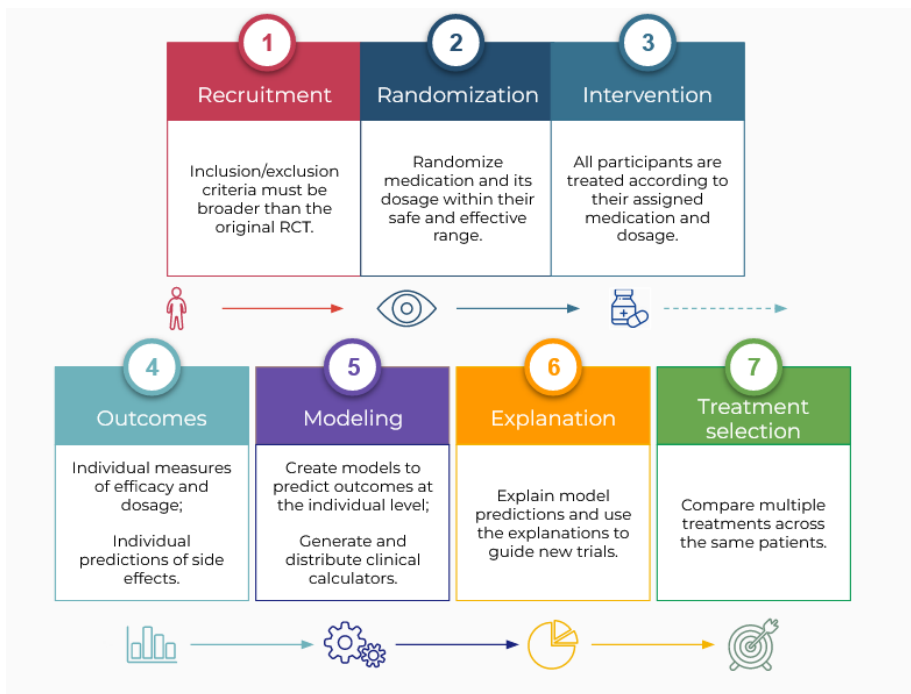 1
Recruitment
Inclusion/exclusion
criteria must be
broader than the
original RCT.
2
Randomization
Randomize
medication and its
dosage within their
safe and effective
range.
3
Intervention
All participants are
treated according to
their assigned
medication and
dosage.
4
Outcomes
Individual measures
of efficacy and
dosage;
Individual
predictions of side
effects.
5
Modeling
Create models to
predict outcomes at
the individual level;
Generate and
distribute clinical
calculators.
6
Explanation
Explain model
predictions and use
the explanations to
guide new trials.
7
Treatment
selection
Compare multiple
treatments across
the same patients.